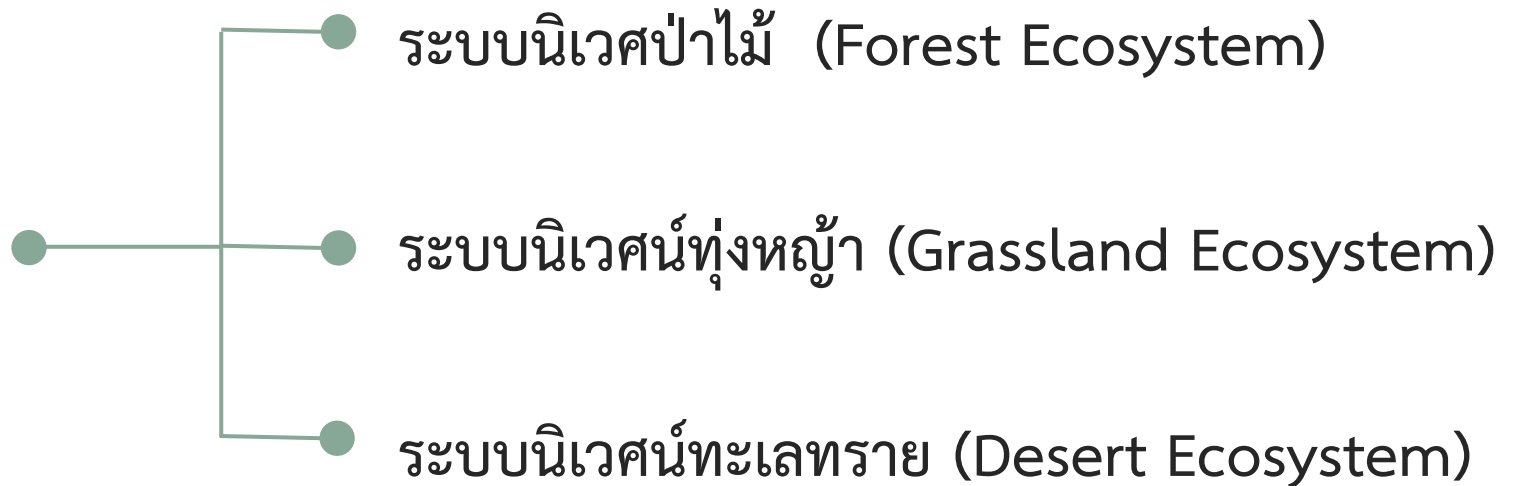 ระบบนิเวศป่าไม้ (Forest Ecosystem)
ระบบนิเวศน์ทุ่งหญ้า (Grassland Ecosystem)
ระบบนิเวศน์ทะเลทราย (Desert Ecosystem)